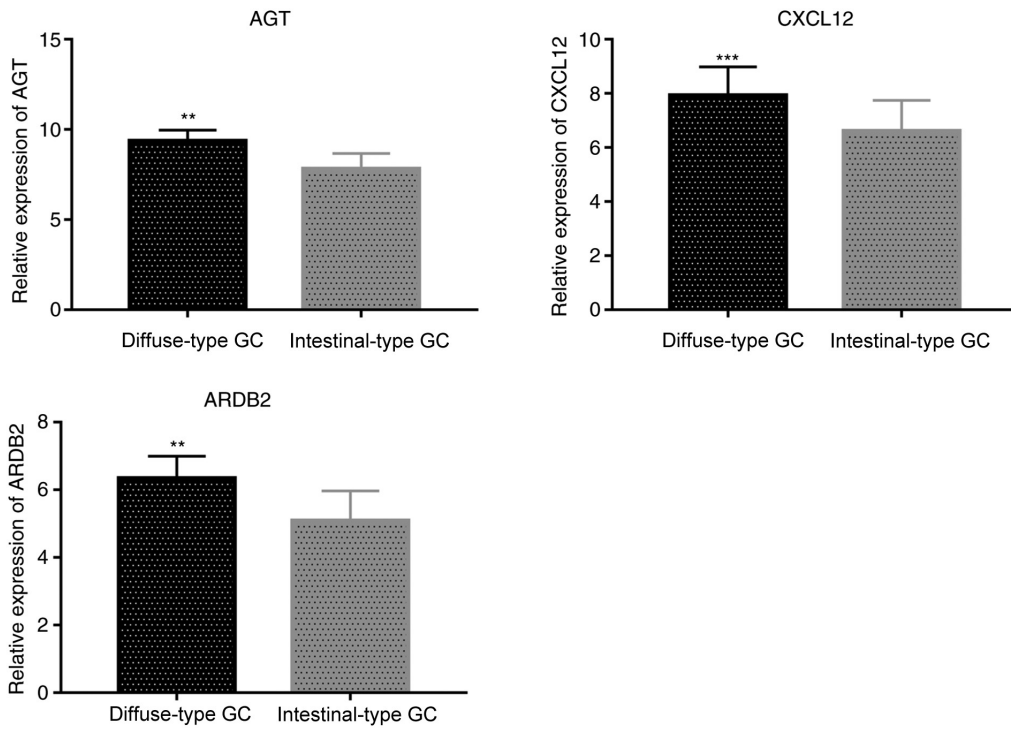 AGT
Relative expression of AGT
15
10
5
0
**
Diffuse-type GC
Intestinal-type GC
CXCL12
Relative expression of CXCL12
10
8
6
4
2
0
***
Diffuse-type GC
Intestinal-type GC
ARDB2
Relative expression of ARDB2
8
6
4
2
0
**
Diffuse-type GC
Intestinal-type GC